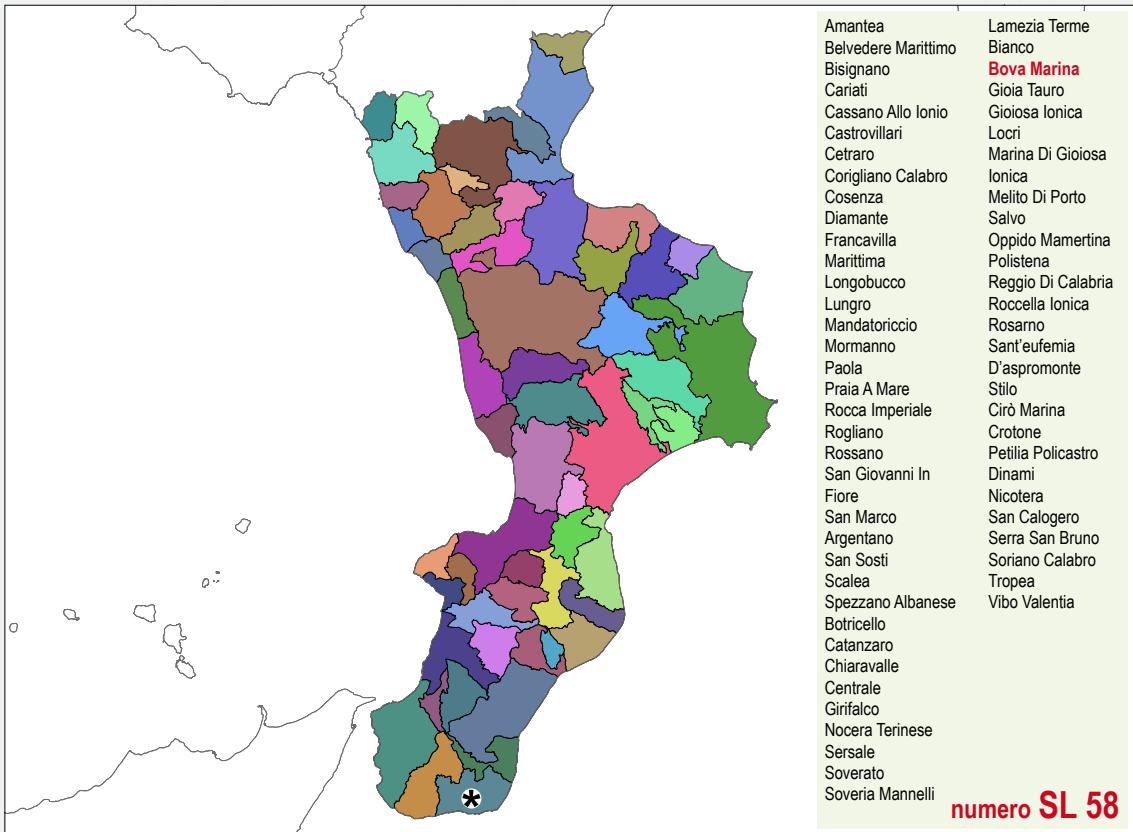 Amantea
Belvedere Marittimo
Bisignano
Cariati
Cassano Allo Ionio
Castrovillari
Cetraro
Corigliano Calabro
Cosenza
Diamante
Francavilla
Marittima
Longobucco
Lungro
Mandatoriccio
Mormanno
Paola
Praia A Mare
Rocca Imperiale
Rogliano
Rossano
San Giovanni In
Fiore
San Marco
Argentano
San Sosti
Scalea
Spezzano Albanese
Botricello
Catanzaro
Chiaravalle
Centrale
Girifalco
Nocera Terinese
Sersale
Soverato
Soveria Mannelli
Lamezia Terme
Bianco
Bova Marina
Gioia Tauro
Gioiosa Ionica
Locri
Marina Di Gioiosa
Ionica
Melito Di Porto
Salvo
Oppido Mamertina
Polistena
Reggio Di Calabria
Roccella Ionica
Rosarno
Sant'eufemia
D'aspromonte
Stilo
Cirò Marina
Crotone
Petilia Policastro
Dinami
Nicotera
San Calogero
Serra San Bruno
Soriano Calabro
Tropea
Vibo Valentia
*
numero SL 58